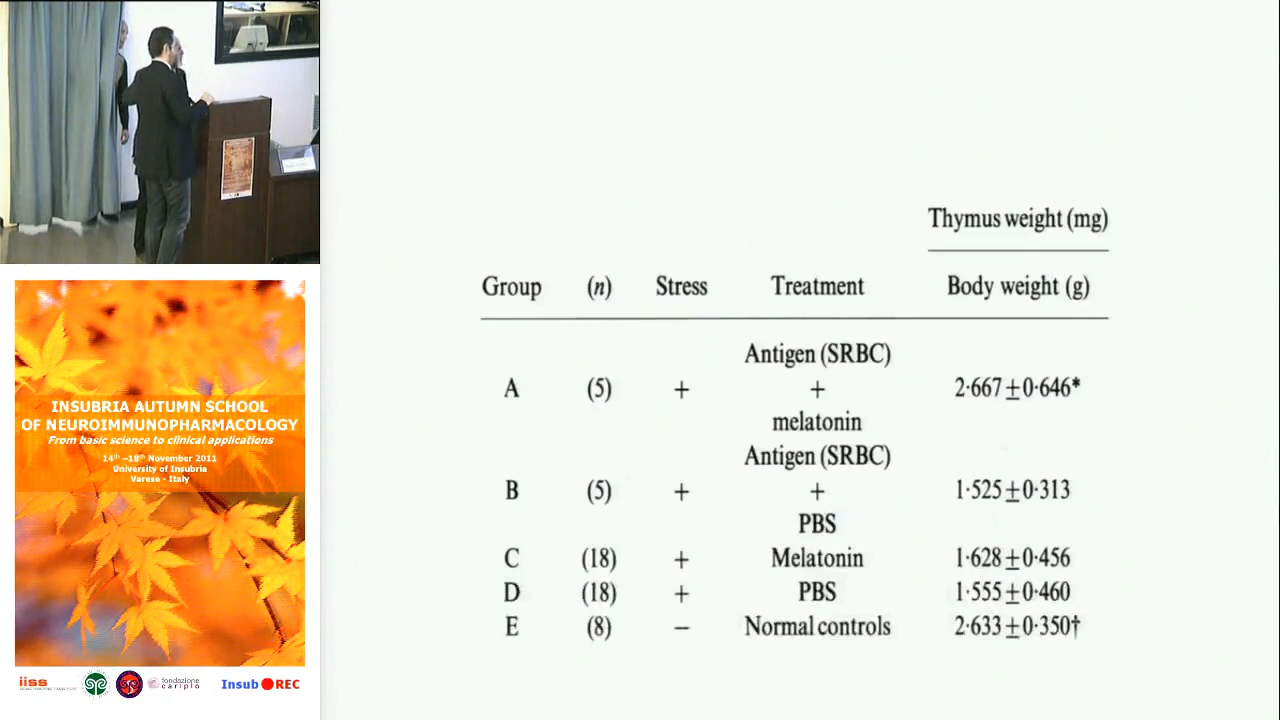 Thymus weight (mg)
Group (n) Stress Treatment Body weight (g)
Antigen (SRBC)
A (5) + + 2·667±0·646*
melatonin
Antigen (SRBC)
B (5) + + 1·525±0·313
PBS
C (18) + Melatonin 1·628±0·456
D (18) + PBS 1·555±0·460
E (8) − Normal controls 2·633±0·350†
INSUBRIA AUTUMN SCHOOL
OF NEUROIMMUNOPHARMACOLOGY
From basic science to clinical applications
14th –18th November 2011
University of Insubria
Varese - Italy
iiss
fondazione
cariplo
Insub REC